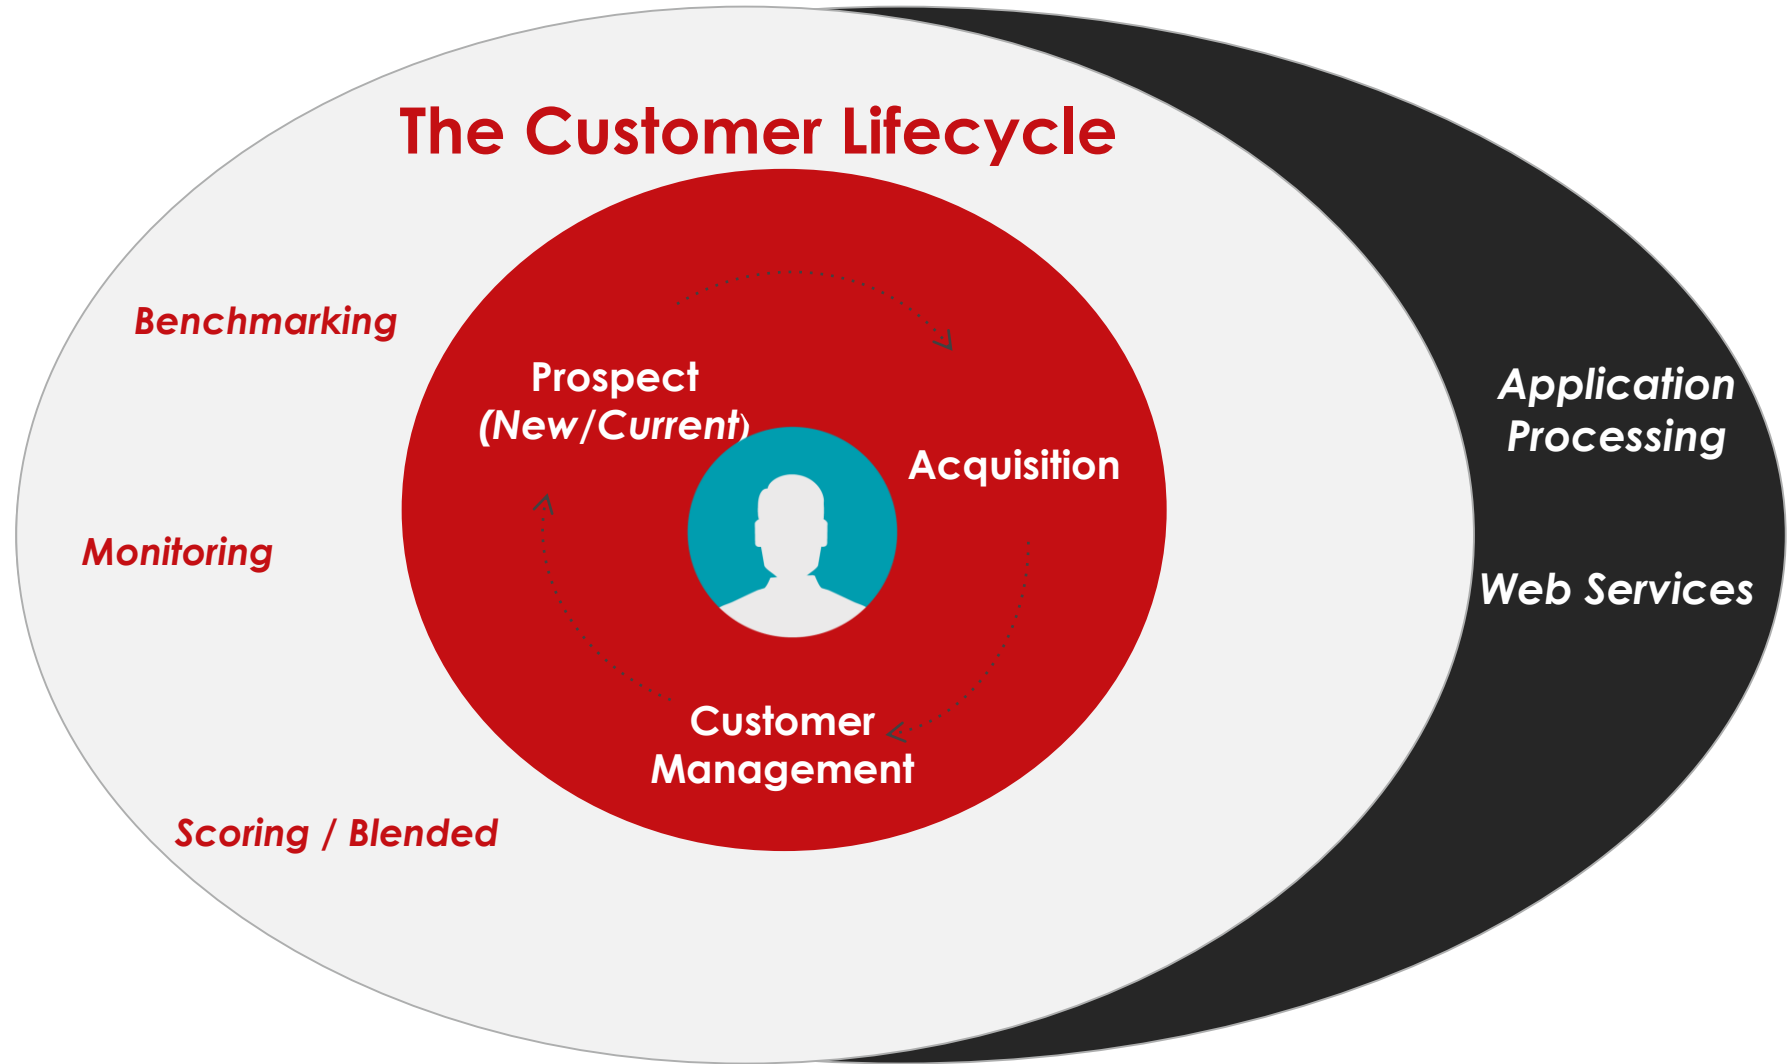 The Customer Lifecycle
Benchmarking
Prospect
(New/Current)
Acquisition
Application
Processing
Monitoring
Web Services
Customer
Management
Scoring / Blended